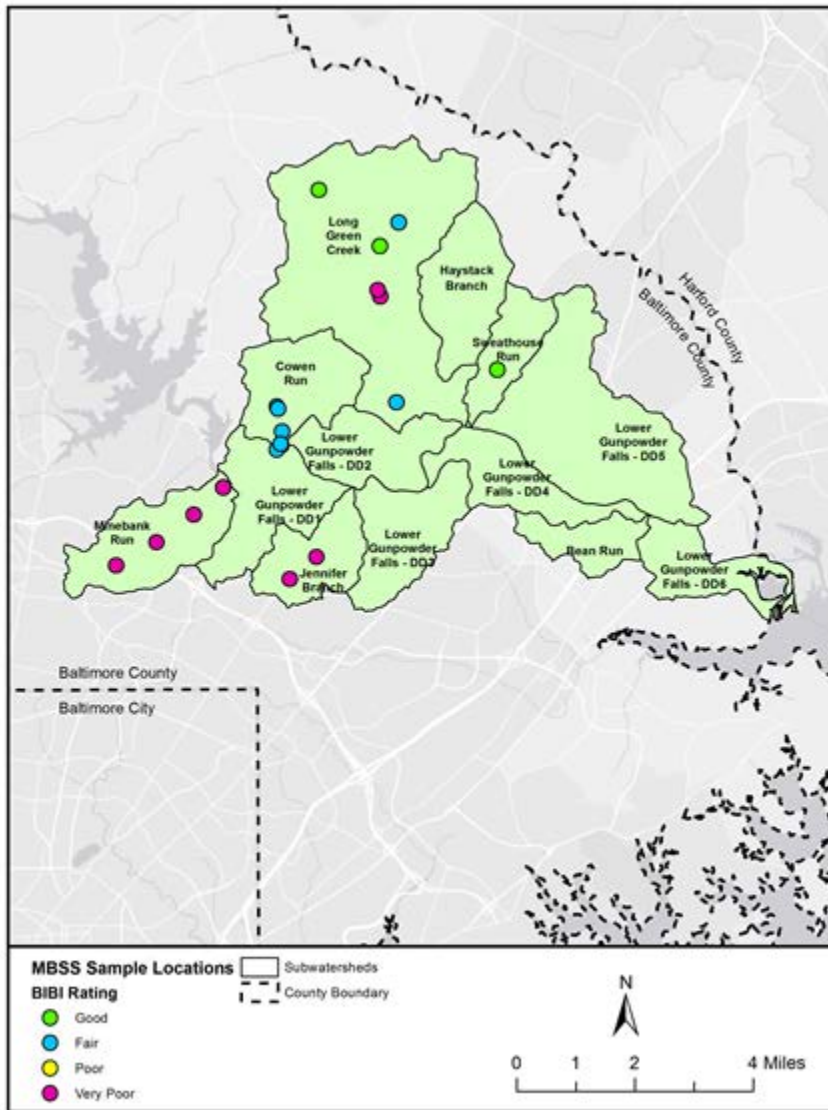 Long
Green
Creek
Haystack
Branch
Harford County
Baltimore County
Sweathouse
Run
Cowen
Run
Lower
Gunpowder
Falls - DD2
Lower
Gunpowder
Falls - DD5
Lower
Gunpowder
Falls - DD4
Lower
Gunpowder
Falls - DD1
Minebank
Run
Lower
Gunpowder
Falls - DD3
Bean Run
Lower
Gunpowder
Falls - DD6
Jennifer
Branch
Baltimore County
Baltimore City
MBSS Sample Locations
Subwatersheds
County Boundary
BIBI Rating
Good
Fair
Poor
Very Poor
N
0 1 2 4 Miles